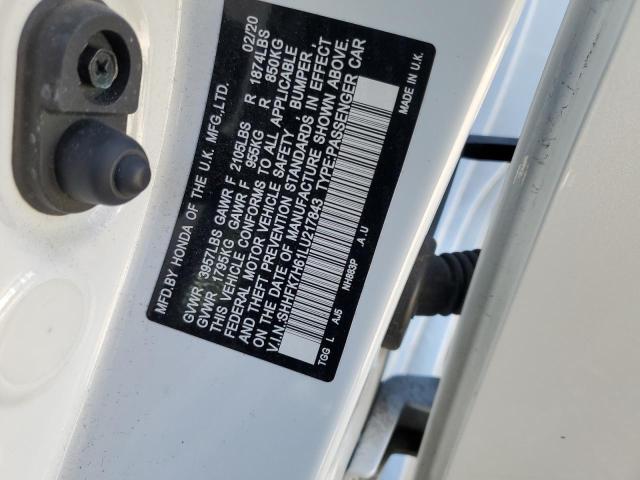 MFD.BY HONDA OF THE U.K. MFG.,LTD. 02/20
GVWR 3957LBS GAWR F 2105LBS R 1874LBS
GVWR 1795KG GAWR F 955KG R 850KG
THIS VEHICLE CONFORMS TO ALL APPLICABLE
FEDERAL MOTOR VEHICLE SAFETY, BUMPER,
AND THEFT PREVENTION STANDARDS IN EFFECT
ON THE DATE OF MANUFACTURE SHOWN ABOVE.
V.I.N.:SHHFK7H61LU217843 TYPE:PASSENGER CAR
TGG L AJ5 NH883P A.U MADE IN U.K.